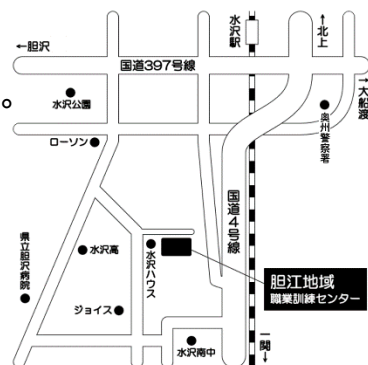 ←胆沢
水沢駅
←北上
国道397号線
大船渡→
水沢公園
ローソン
奥州警察署
国道4号線
県立胆沢病院
水沢高
水沢ハウス
胆江地域
職業訓練センター
ジョイス
水沢南中
一関→